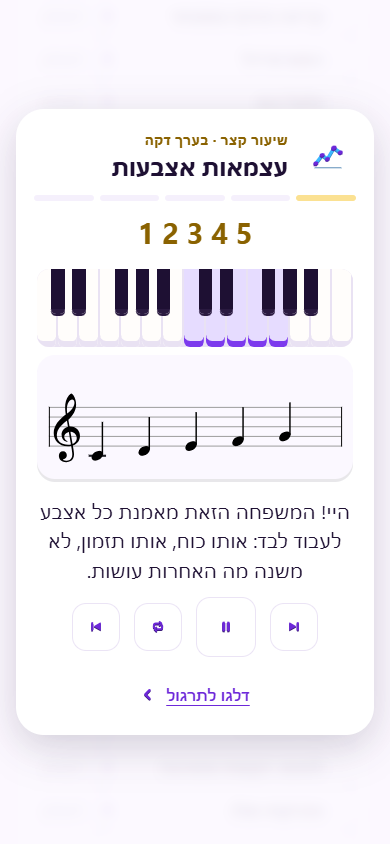 שיעור קצר · בערך דקה
עצמאות אצבעות
1 2 3 4 5
היי! המשפחה הזאת מאמנת כל אצבע
לעבוד לבד: אותו כוח, אותו תזמון, לא
משנה מה האחרות עושות.
דלגו לתרגול